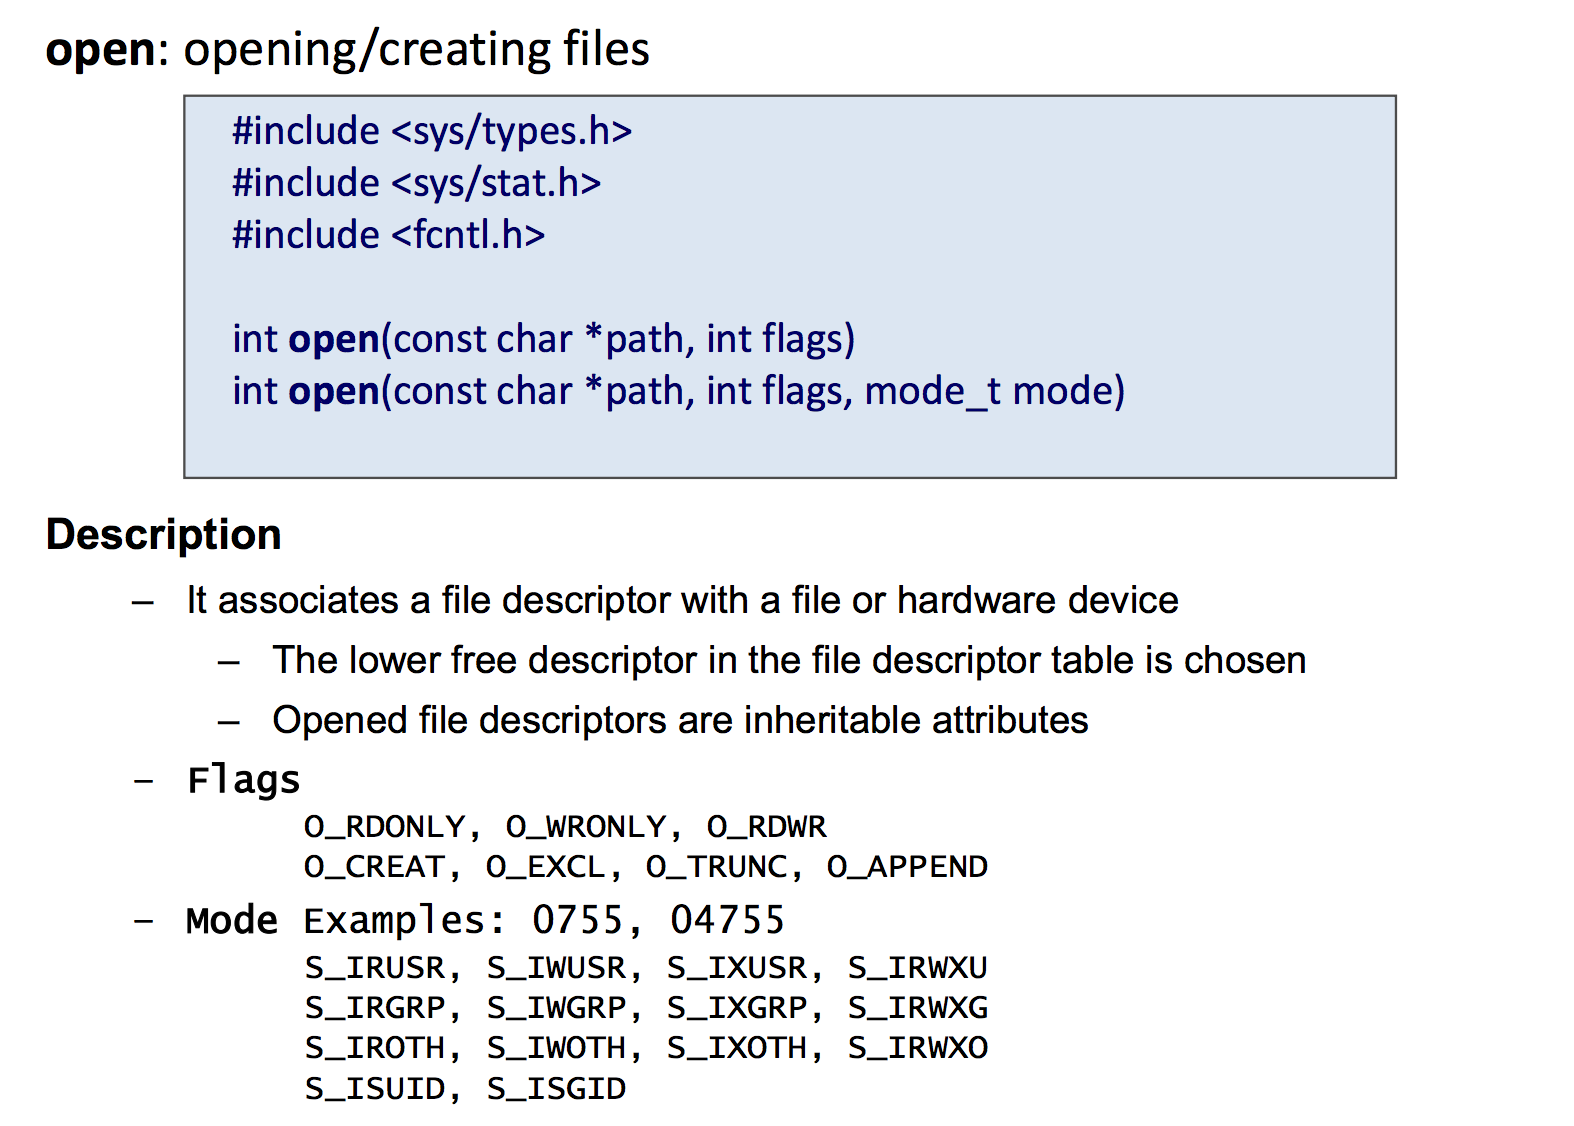 open: opening/creating files
#include <sys/types.h>
#include <sys/stat.h>
#include <fcntl.h>
int open(const char *path, int flags)
int open(const char *path, int flags, mode_t mode)
Description
– It associates a file descriptor with a file or hardware device
– The lower free descriptor in the file descriptor table is chosen
– Opened file descriptors are inheritable attributes
– Flags
O_RDONLY, O_WRONLY, O_RDWR
O_CREAT, O_EXCL, O_TRUNC, O_APPEND
– Mode Examples: 0755, 04755
S_IRUSR, S_IWUSR, S_IXUSR, S_IRWXU
S_IRGRP, S_IWGRP, S_IXGRP, S_IRWXG
S_IROTH, S_IWOTH, S_IXOTH, S_IRWXO
S_ISUID, S_ISGID